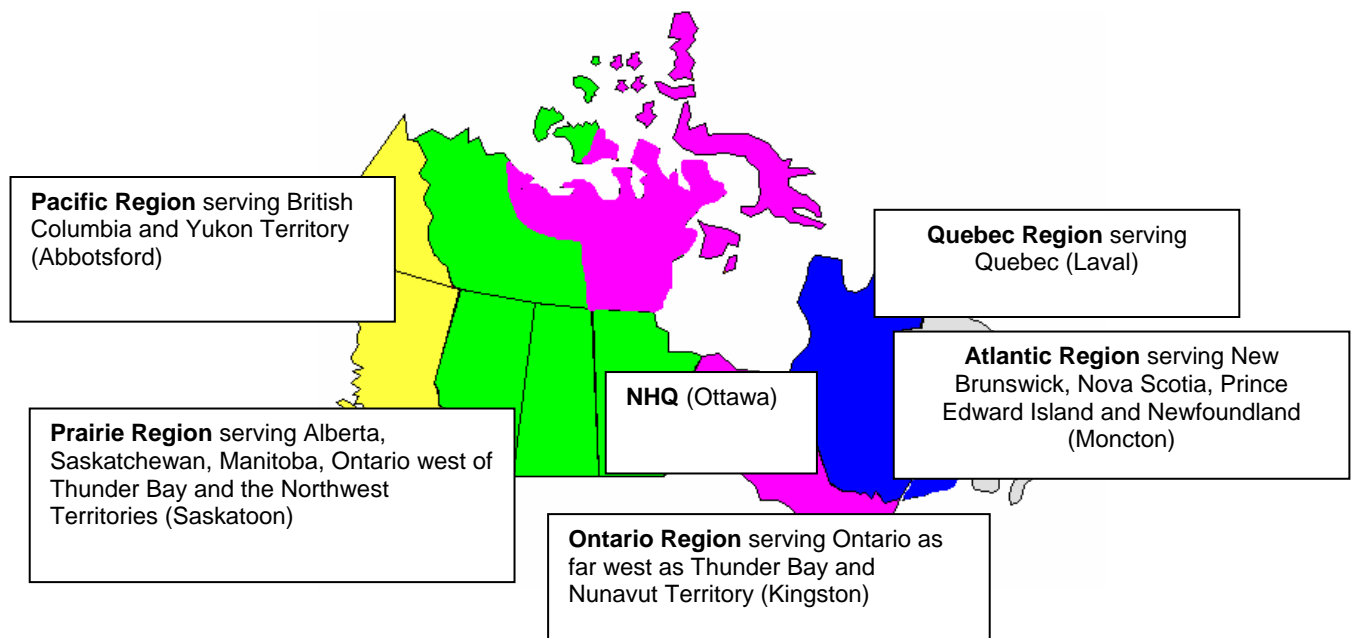 Pacific Region serving British
Columbia and Yukon Territory
(Abbotsford)
Quebec Region serving
Quebec (Laval)
Atlantic Region serving New
Brunswick, Nova Scotia, Prince
Edward Island and Newfoundland
(Moncton)
NHQ (Ottawa)
Prairie Region serving Alberta,
Saskatchewan, Manitoba, Ontario west of
Thunder Bay and the Northwest
Territories (Saskatoon)
Ontario Region serving Ontario as
far west as Thunder Bay and
Nunavut Territory (Kingston)